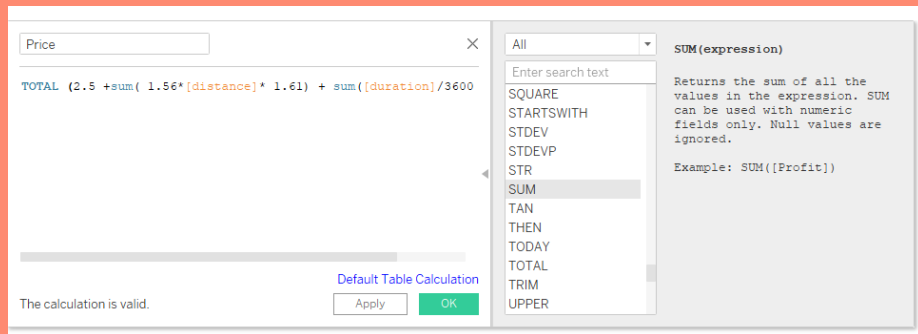 Price
All
TOTAL (2.5 +sum( 1.56*[distance]* 1.61) + sum([duration]/3600
Default Table Calculation
The calculation is valid.
Apply
OK
Enter search text
SQUARE
STARTSWITH
STDEV
STDEVP
STR
SUM
TAN
THEN
TODAY
TOTAL
TRIM
UPPER
SUM(expression)
Returns the sum of all the
values in the expression. SUM
can be used with numeric
fields only. Null values are
ignored.
Example: SUM([Profit])